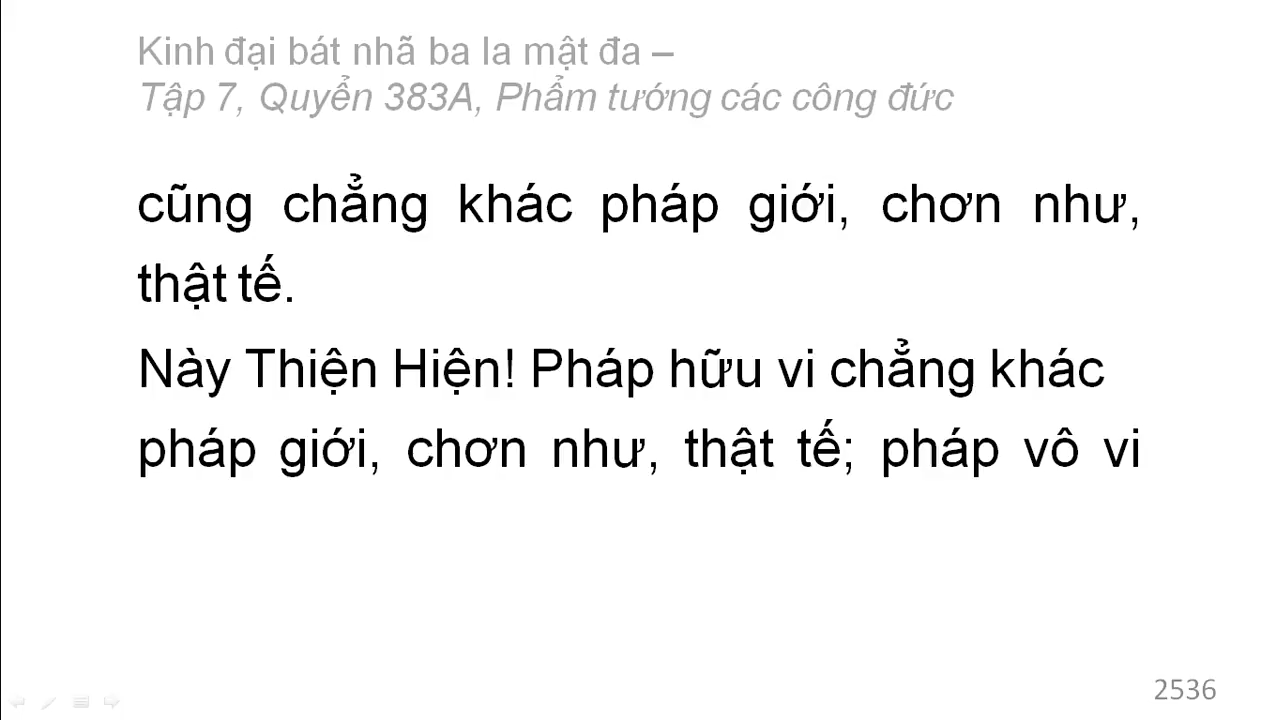 Kinh đại bát nhã ba la mật đa –
Tập 7, Quyển 383A, Phẩm tướng các công đức
cũng chẳng khác pháp giới, chơn như,
thật tế.
Này Thiện Hiện! Pháp hữu vi chẳng khác
pháp giới, chơn như, thật tế; pháp vô vi
2536